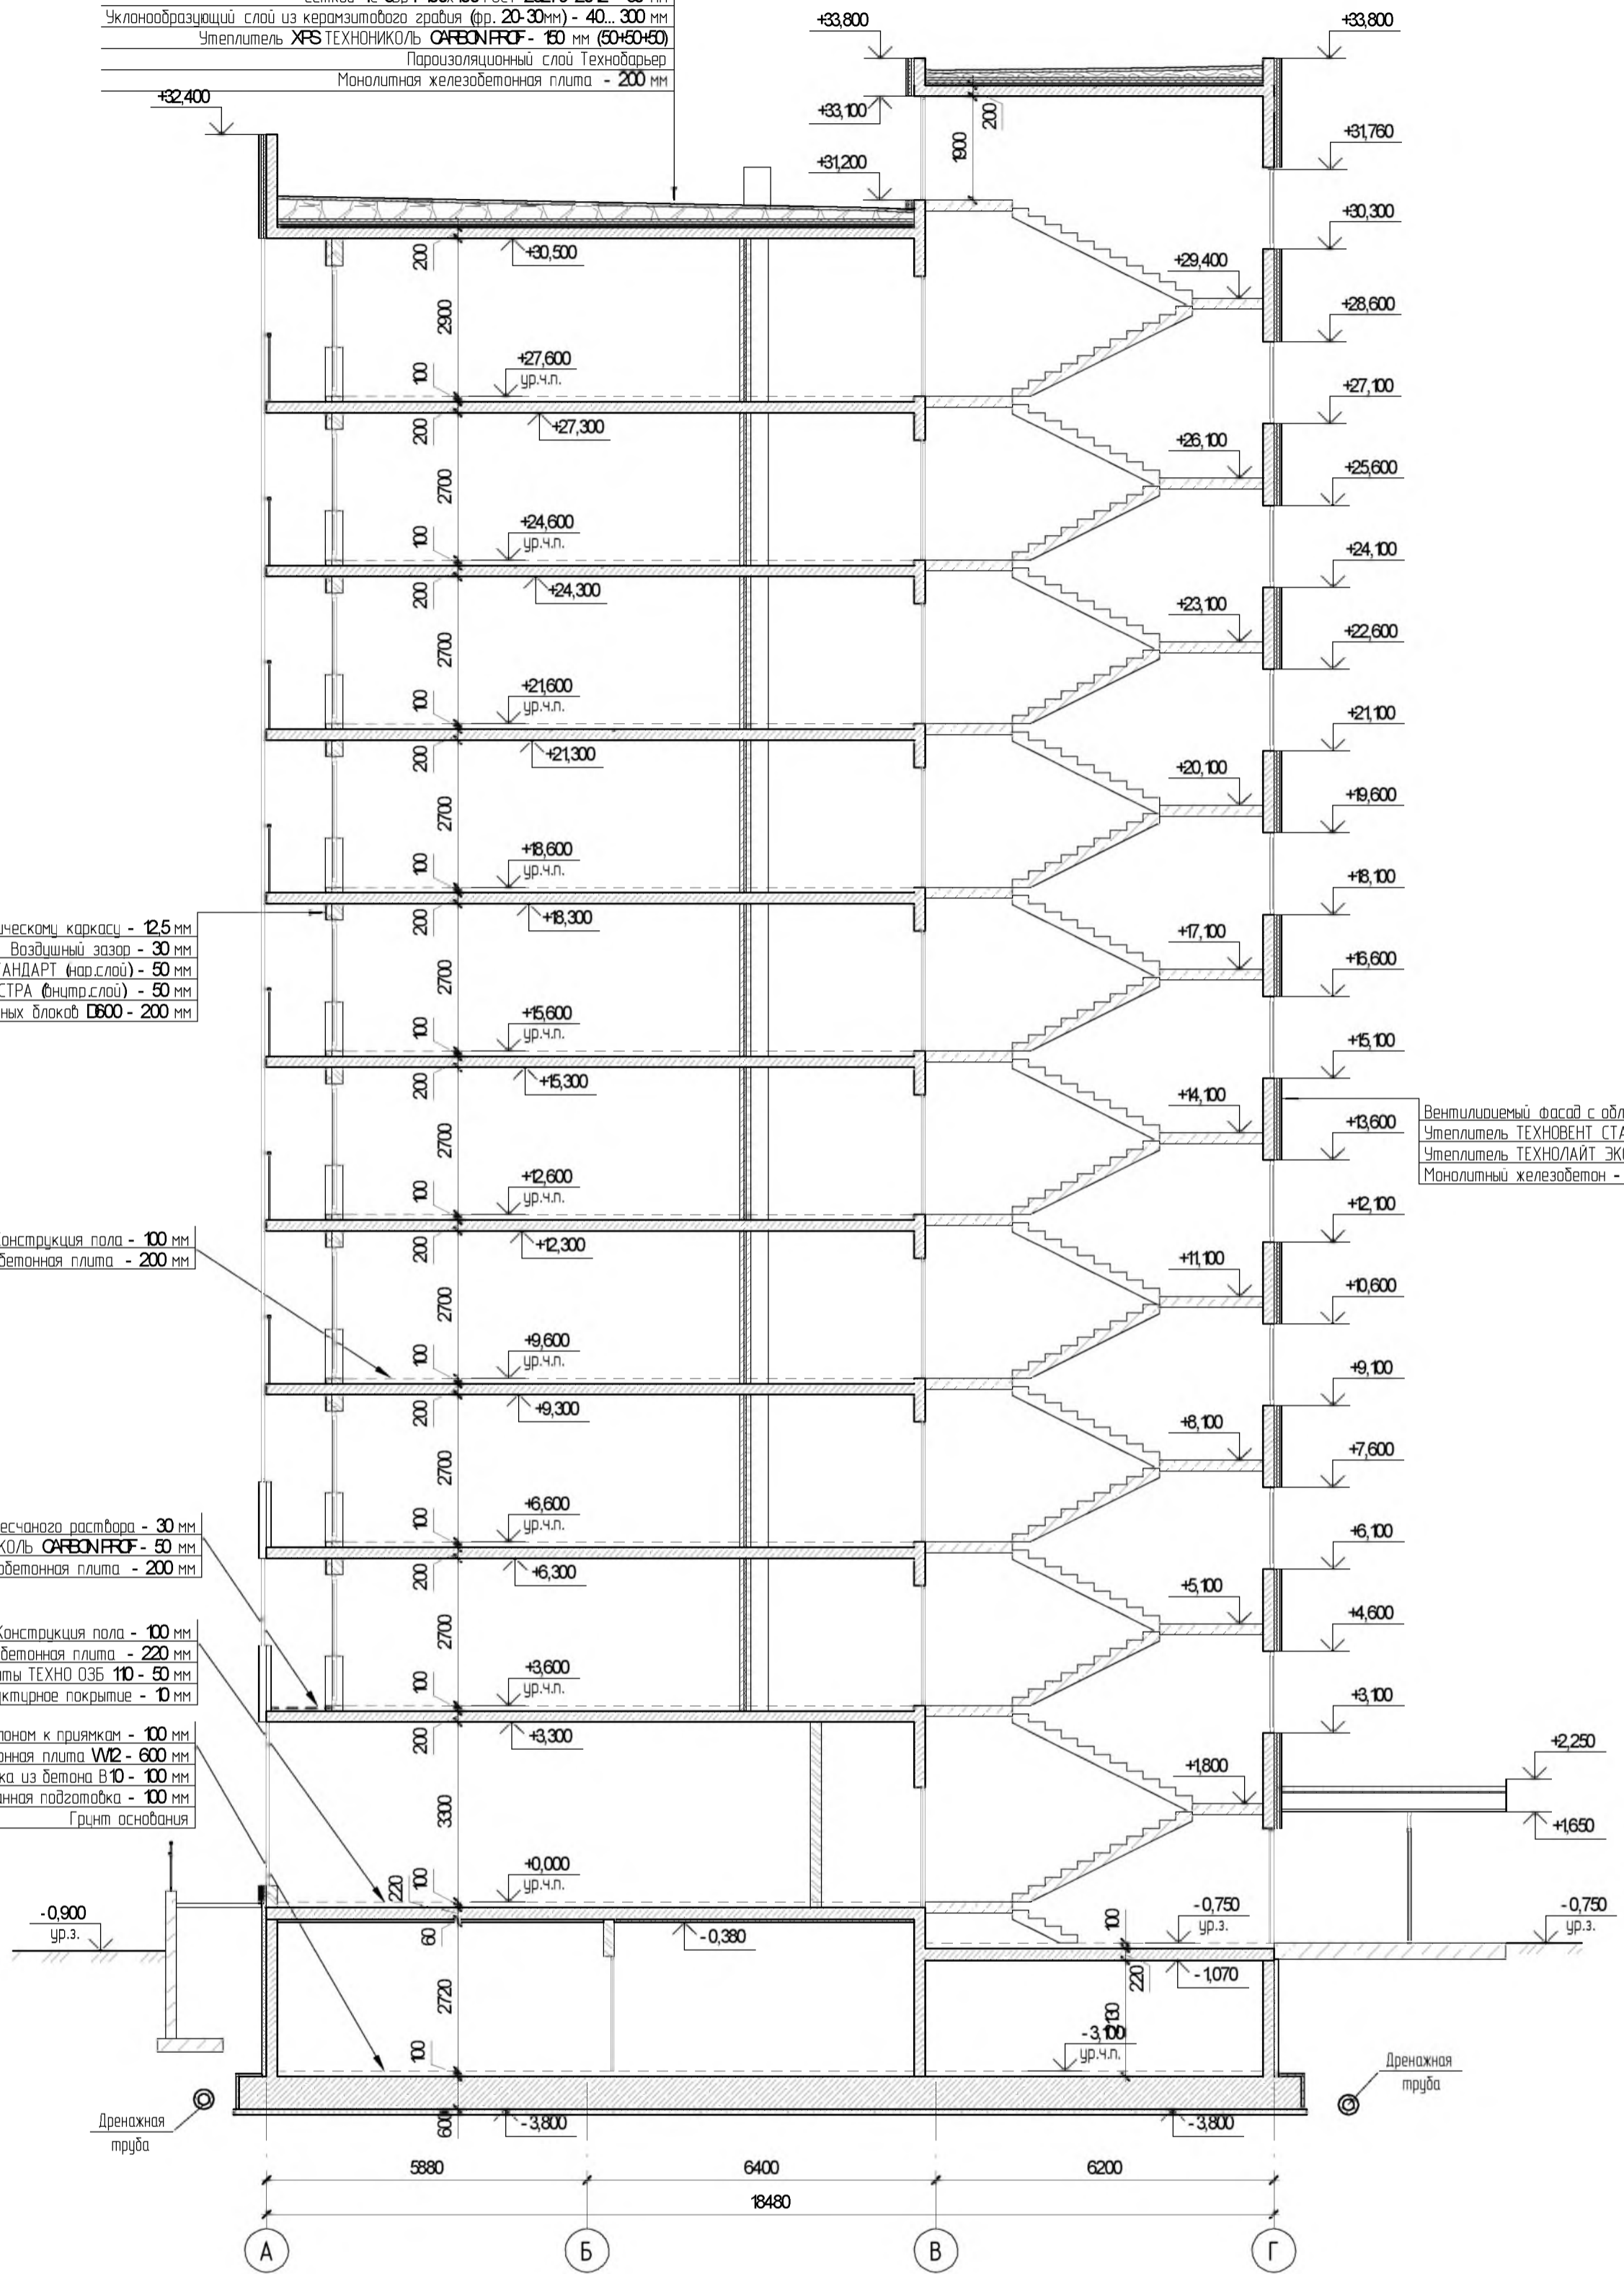 Уклонообразующий слой из керамзитового гравия (фр. 20-30мм) - 40... 300 мм
Утеплитель XPS ТЕХНОНИКОЛЬ CARBON PROF - 150 мм (50+50+50)
Пароизоляционный слой Технобарьер
Монолитная железобетонная плита - 200 мм
+33,800
+33,800
+32,400
+33,100
200
1900
+31,760
+31,200
+30,300
200
+30,500
+29,400
2900
+28,600
100
+27,600
ур.ч.п.
+27,100
200
+27,300
+26,100
2700
+25,600
100
+24,600
ур.ч.п.
+24,100
200
+24,300
+23,100
2700
+22,600
100
+21,600
ур.ч.п.
+21,100
200
+21,300
+20,100
2700
+19,600
100
+18,600
ур.ч.п.
+18,100
200
+18,300
+17,100
ческому каркасу - 12,5 мм
Воздушный зазор - 30 мм
АНДАРТ (нар.слой) - 50 мм
СТРА (внутр.слой) - 50 мм
ных блоков D600 - 200 мм
2700
+16,600
100
+15,600
ур.ч.п.
+15,100
200
+15,300
+14,100
2700
+13,600
Вентилируемый фасад с обл
Утеплитель ТЕХНОВЕНТ СТА
Утеплитель ТЕХНОЛАЙТ ЭК
Монолитный железобетон -
100
+12,600
ур.ч.п.
+12,100
Конструкция пола - 100 мм
бетонная плита - 200 мм
200
+12,300
+11,100
2700
+10,600
100
+9,600
ур.ч.п.
+9,100
200
+9,300
+8,100
2700
+7,600
100
+6,600
ур.ч.п.
+6,100
есчаного раствора - 30 мм
КОЛЬ CARBON PROF - 50 мм
обетонная плита - 200 мм
200
+6,300
+5,100
2700
+4,600
Конструкция пола - 100 мм
бетонная плита - 220 мм
ты ТЕХНО ОЗБ 110 - 50 мм
ктурное покрытие - 10 мм
100
+3,600
ур.ч.п.
+3,100
лоном к приямкам - 100 мм
онная плита W12 - 600 мм
ка из бетона В10 - 100 мм
нная подготовка - 100 мм
Грунт основания
200
+3,300
+1,800
+2,250
+1,650
3300
220
100
+0,000
ур.ч.п.
-0,900
ур.з.
60
-0,380
100
-0,750
ур.з.
-0,750
ур.з.
220
-1,070
2720
2130
100
-3,100
ур.ч.п.
Дренажная
труба
Дренажная
труба
600
-3,800
-3,800
5880
6400
6200
18480
А
Б
В
Г